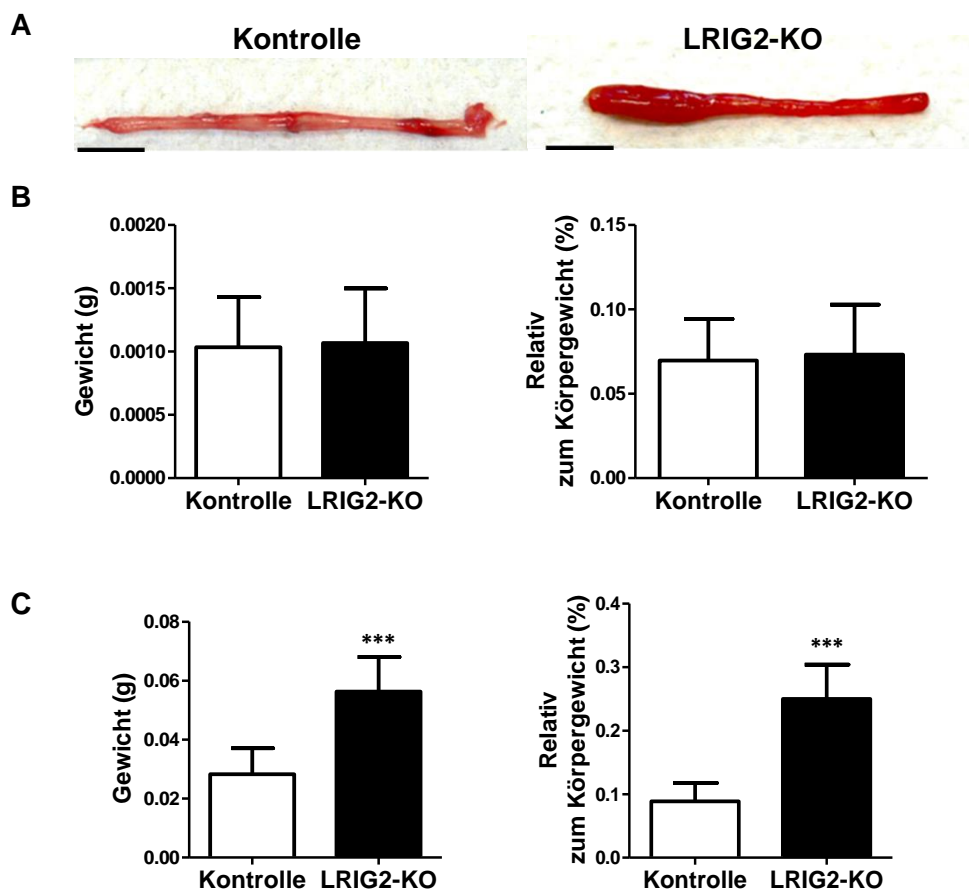 A
Kontrolle
LRIG2-KO
B
Gewicht (g)
0.0020
0.0015
0.0010
0.0005
0.0000
Kontrolle
LRIG2-KO
Relativ
zum Körpergewicht (%)
0.15
0.10
0.05
0.00
Kontrolle
LRIG2-KO
C
Gewicht (g)
0.08
0.06
0.04
0.02
0.00
***
Kontrolle
LRIG2-KO
Relativ
zum Körpergewicht (%)
0.4
0.3
0.2
0.1
0.0
***
Kontrolle
LRIG2-KO